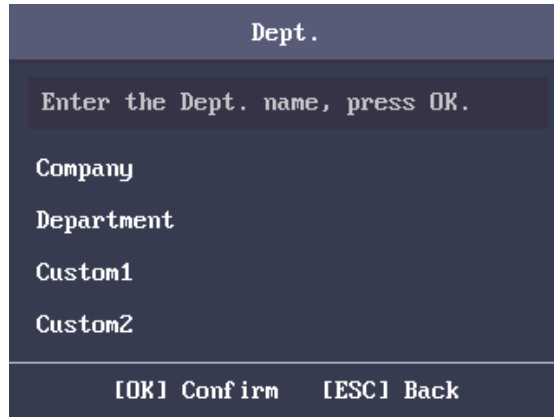 Dept.
Enter the Dept. name, press OK.
Company
Department
Custom1
Custom2
[OK] Confirm [ESC] Back